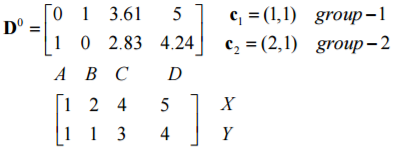 D⁰ = [0 1 3.61 5] c₁ = (1,1) group − 1
[1 0 2.83 4.24] c₂ = (2,1) group − 2
A B C D
[1 2 4 5] X
[1 1 3 4] Y